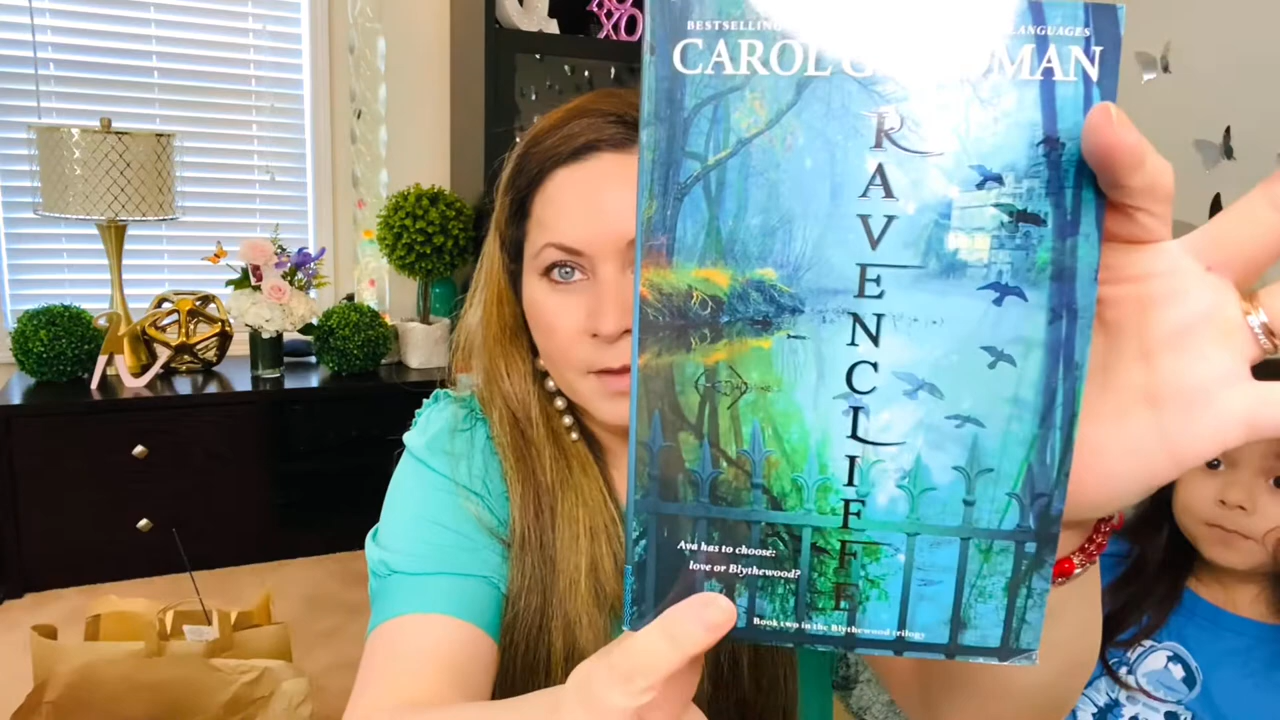 XO
XO
BESTSELLING LANGUAGES
CAROL G MAN
RAVENCLIFFE
Ava has to choose:
love or Blythewood?
Book two in the Blythewood trilogy